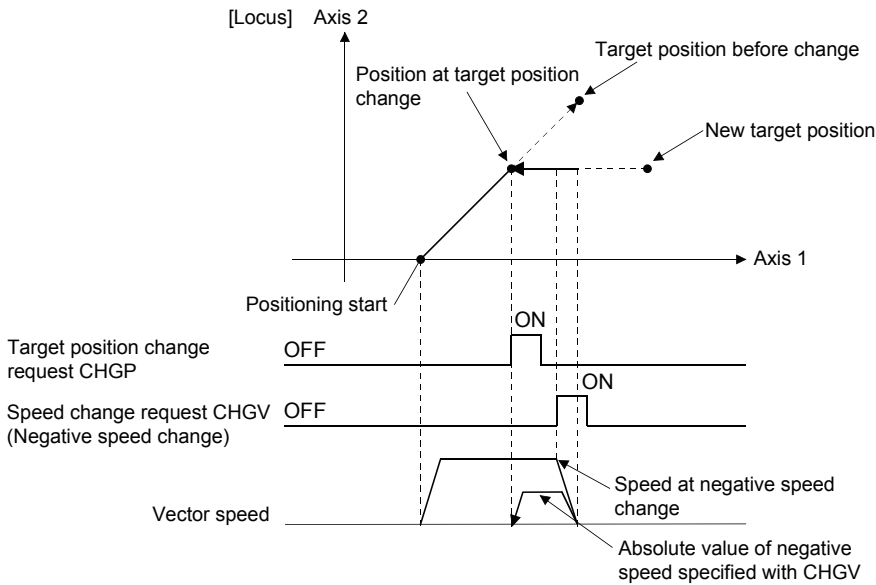 [Locus] Axis 2
Target position before change
Position at target position
change
New target position
Axis 1
Positioning start
ON
Target position change
request CHGP
OFF
ON
Speed change request CHGV
(Negative speed change)
OFF
Speed at negative speed
change
Vector speed
Absolute value of negative
speed specified with CHGV